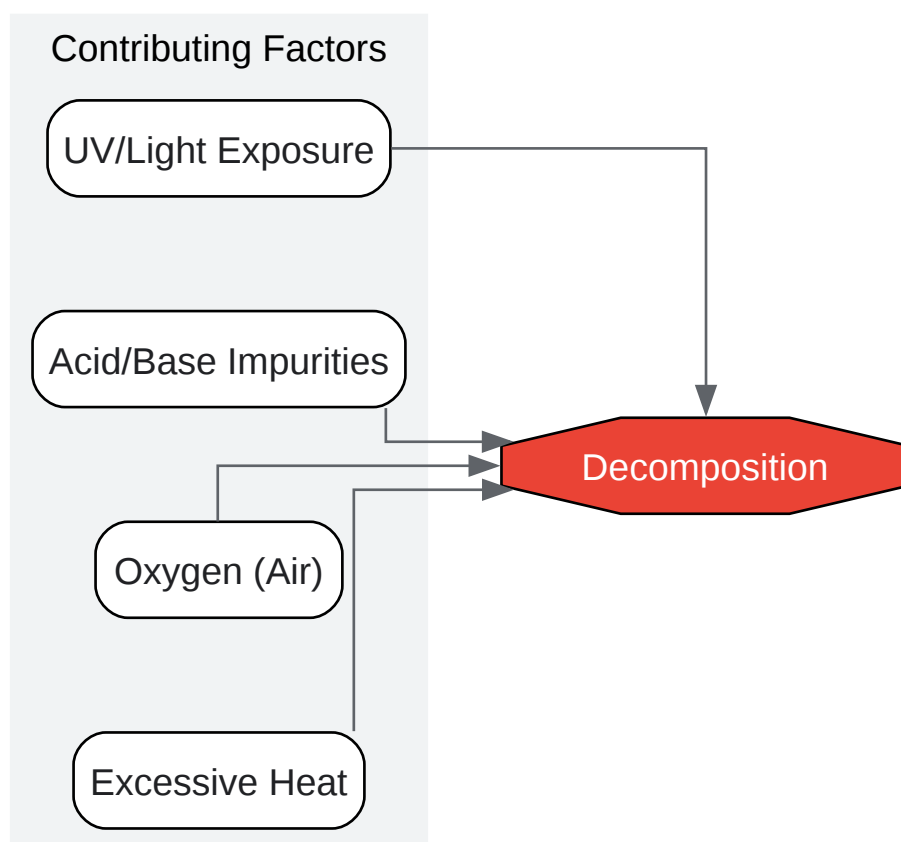 Contributing Factors
UV/Light Exposure
Acid/Base Impurities
Decomposition
Oxygen (Air)
Excessive Heat